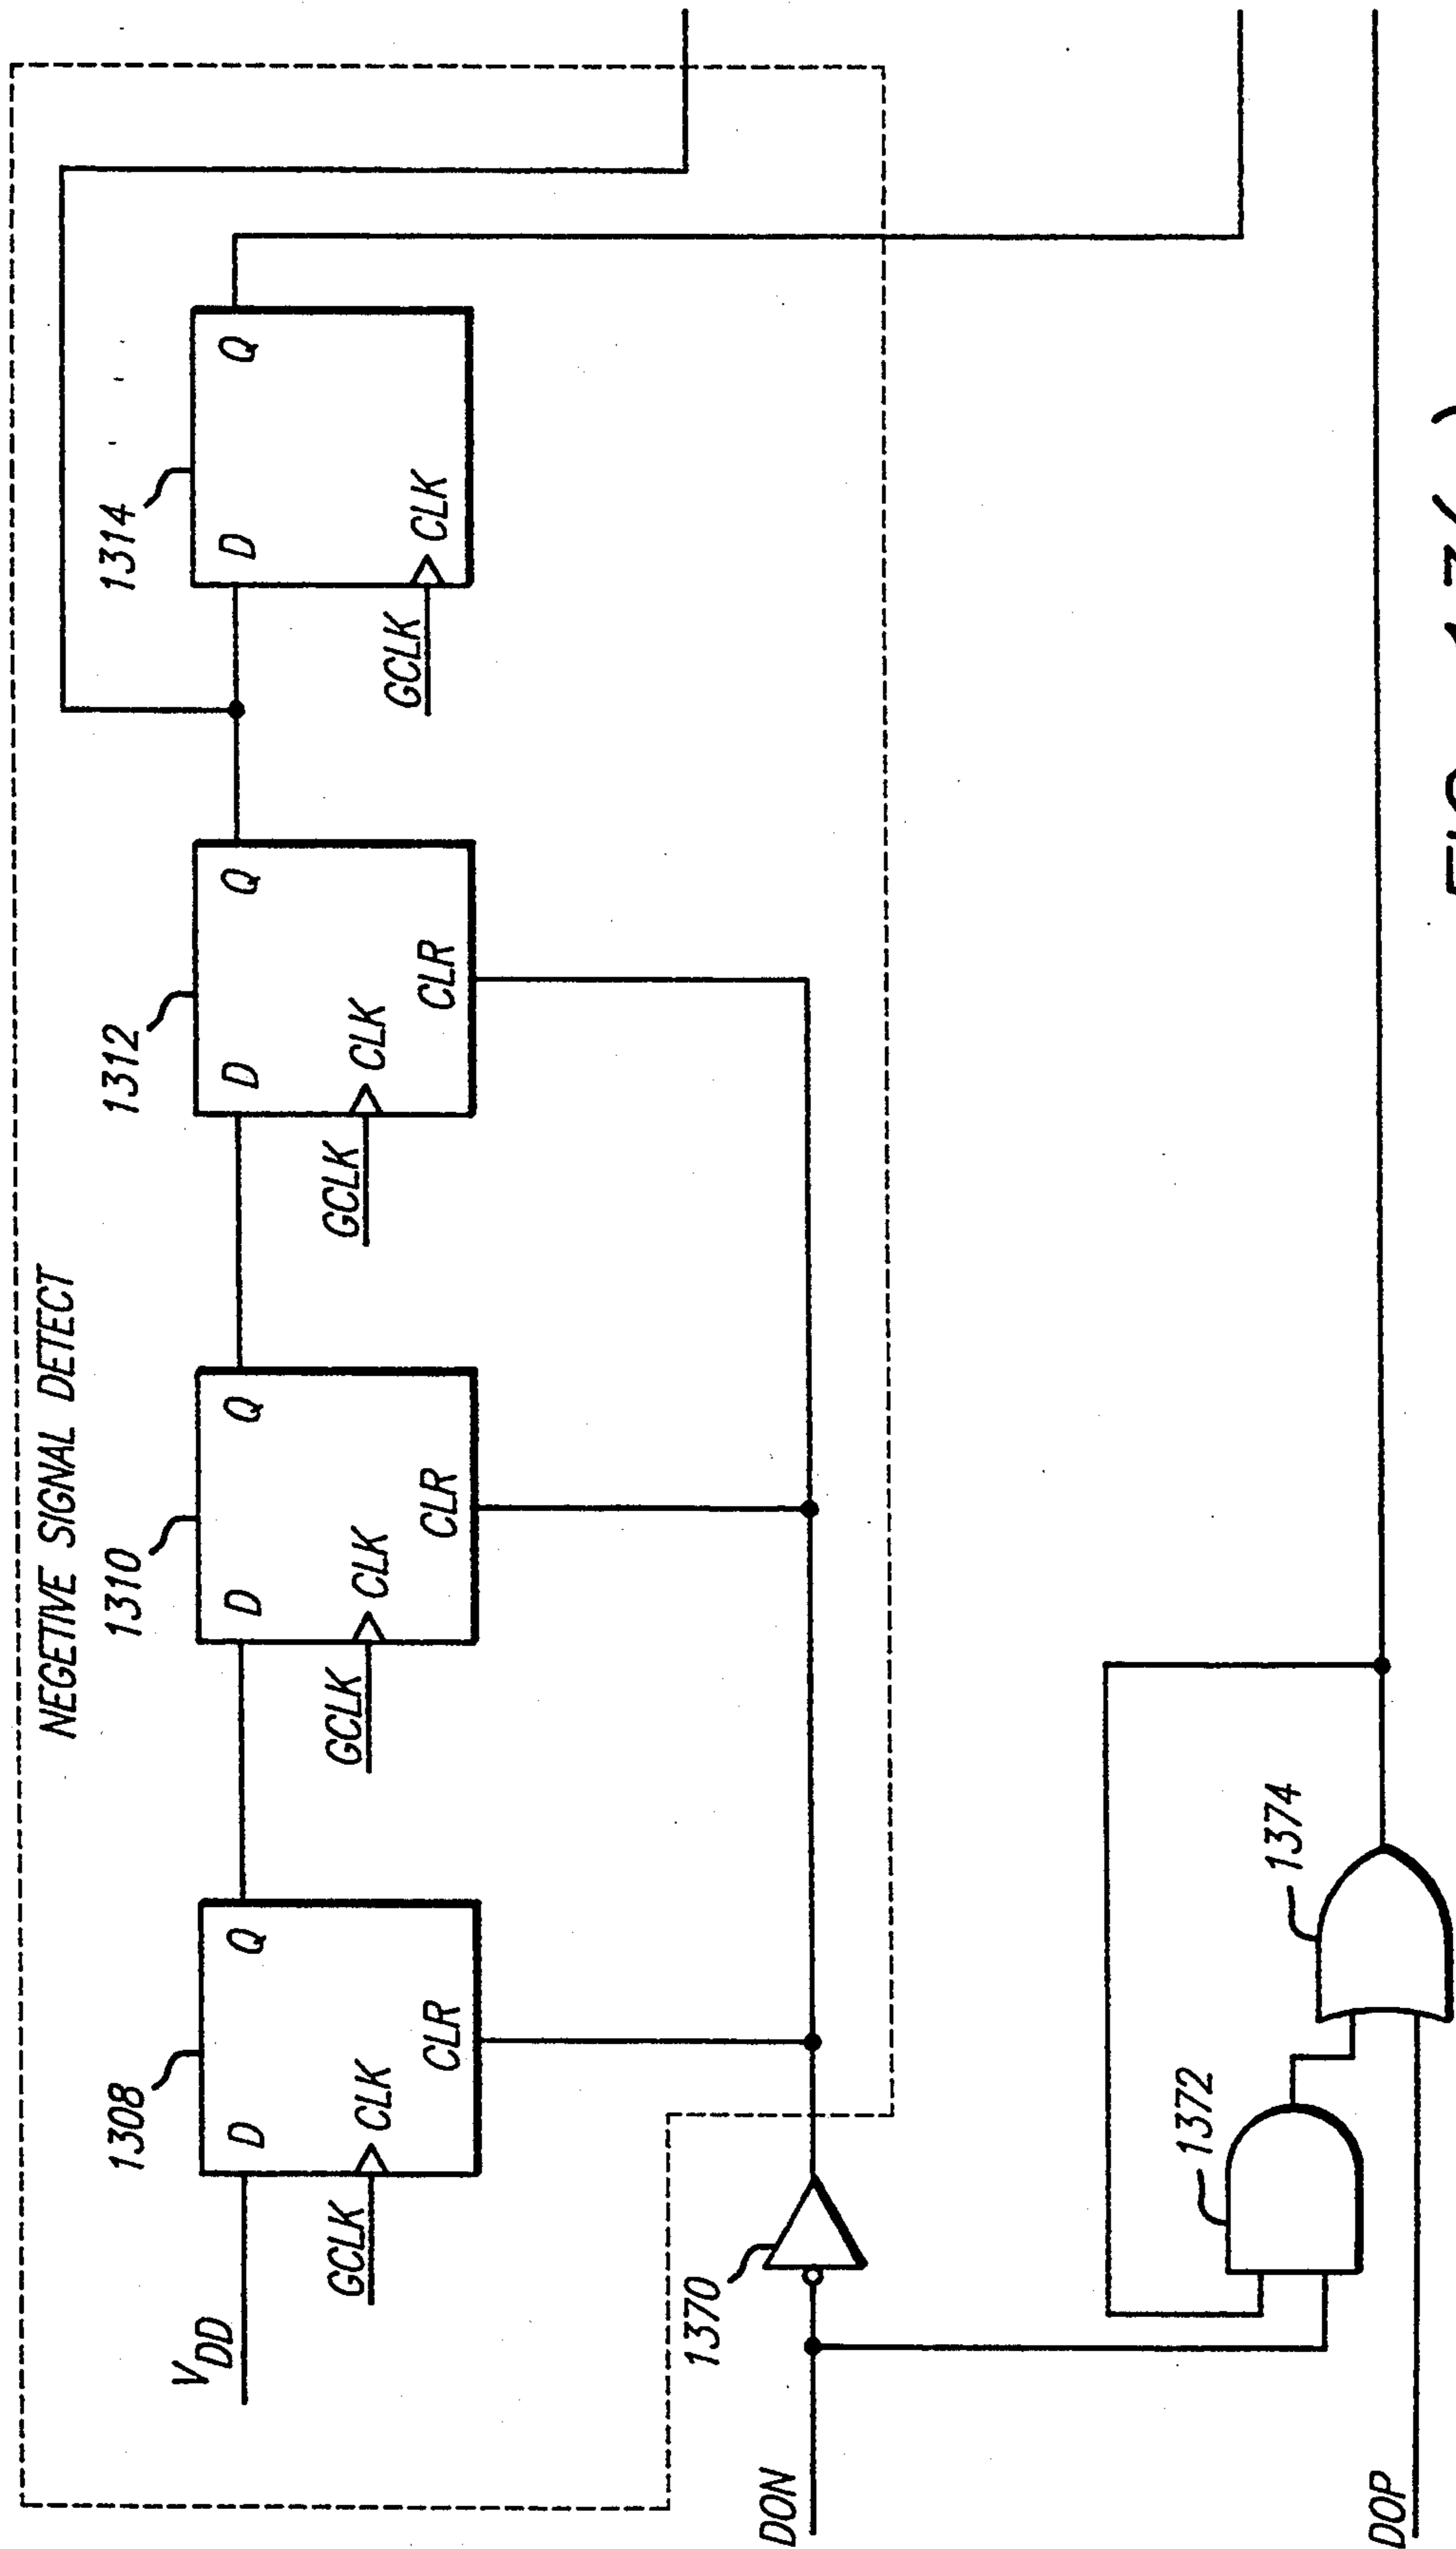 NEGETIVE SIGNAL DETECT
1308
1310
1312
1314
VDD
D
Q
D
Q
D
Q
D
Q
GCLK
CLK
GCLK
CLK
GCLK
CLK
GCLK
CLK
CLR
CLR
CLR
1370
DON
1372
1374
DOP